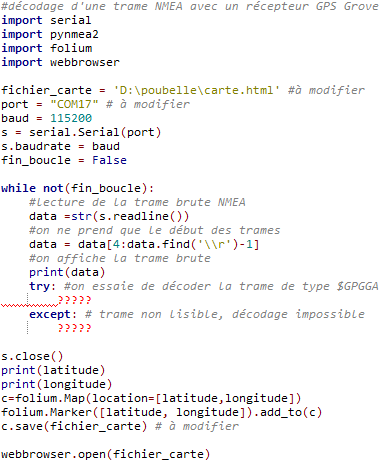 #décodage d'une trame NMEA avec un récepteur GPS Grove
import serial
import pynmea2
import folium
import webbrowser
fichier_carte = 'D:\poubelle\carte.html' #à modifier
port = "COM17" # à modifier
baud = 115200
s = serial.Serial(port)
s.baudrate = baud
fin_boucle = False
while not(fin_boucle):
#lecture de la trame brute NMEA
data =str(s.readline())
#on ne prend que le début des trames
data = data[4:data.find('\\r')-1]
#on affiche la trame brute
print(data)
try: #on essaie de décoder la trame de type $GPGGA
?????
except: # trame non lisible, décodage impossible
?????
s.close()
print(latitude)
print(longitude)
c=folium.Map(location=[latitude,longitude])
folium.Marker([latitude, longitude]).add_to(c)
c.save(fichier_carte) # à modifier
webbrowser.open(fichier_carte)